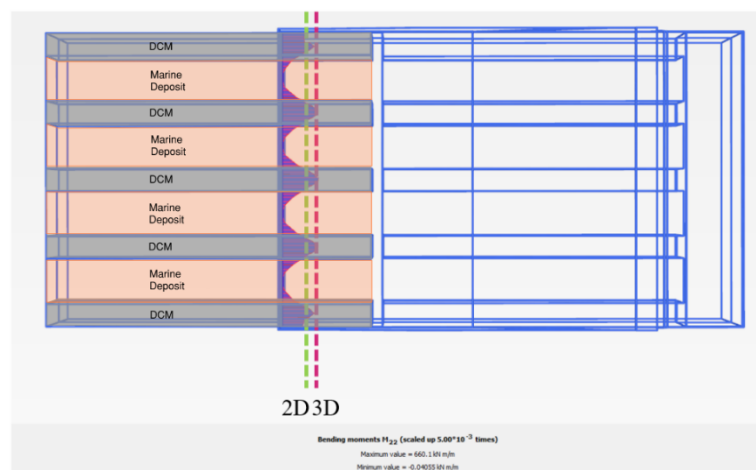 DCM
Marine
Deposit
DCM
Marine
Deposit
DCM
Marine
Deposit
DCM
Marine
Deposit
DCM
2D 3D
Bending moments M22 (scaled up 5.00*10-3 times)
Maximum value = 660.1 kN m/m
Minimum value = -0.04055 kN m/m